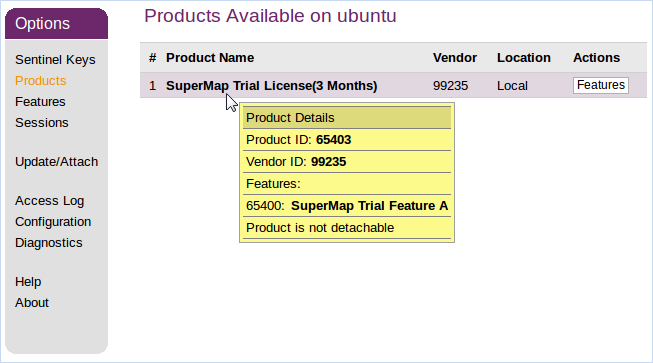 Options
Sentinel Keys
Products
Features
Sessions
Update/Attach
Access Log
Configuration
Diagnostics
Help
About
Products Available on ubuntu
# Product Name Vendor Location Actions
1 SuperMap Trial License(3 Months) 99235 Local Features
Product Details
Product ID: 65403
Vendor ID: 99235
Features:
65400: SuperMap Trial Feature A
Product is not detachable